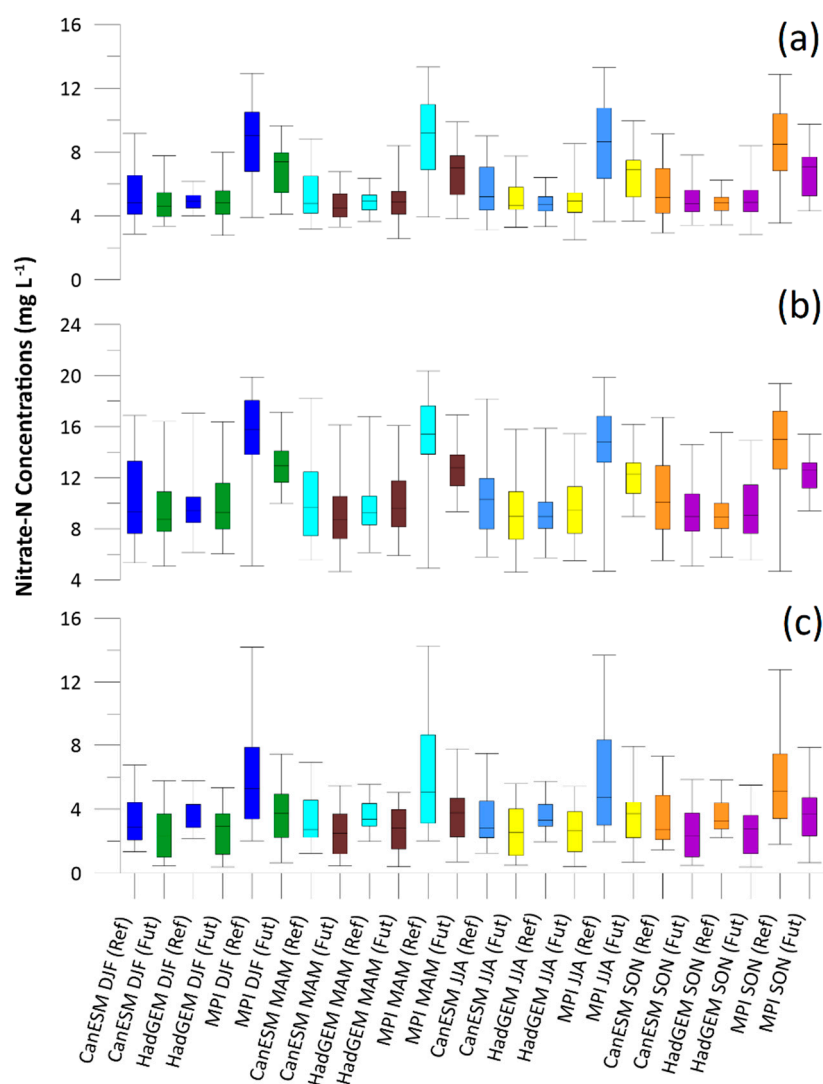 Nitrate-N Concentrations (mg L⁻¹)
(a)
16
12
8
4
0
(b)
24
20
16
12
8
4
(c)
16
12
8
4
0
CanESM DJF (Ref)
CanESM DJF (Fut)
HadGEM DJF (Ref)
HadGEM DJF (Fut)
MPI DJF (Ref)
MPI DJF (Fut)
CanESM MAM (Ref)
CanESM MAM (Fut)
HadGEM MAM (Ref)
HadGEM MAM (Fut)
MPI MAM (Ref)
MPI MAM (Fut)
CanESM JJA (Ref)
CanESM JJA (Fut)
HadGEM JJA (Ref)
HadGEM JJA (Fut)
MPI JJA (Ref)
MPI JJA (Fut)
CanESM SON (Ref)
CanESM SON (Fut)
HadGEM SON (Ref)
HadGEM SON (Fut)
MPI SON (Ref)
MPI SON (Fut)